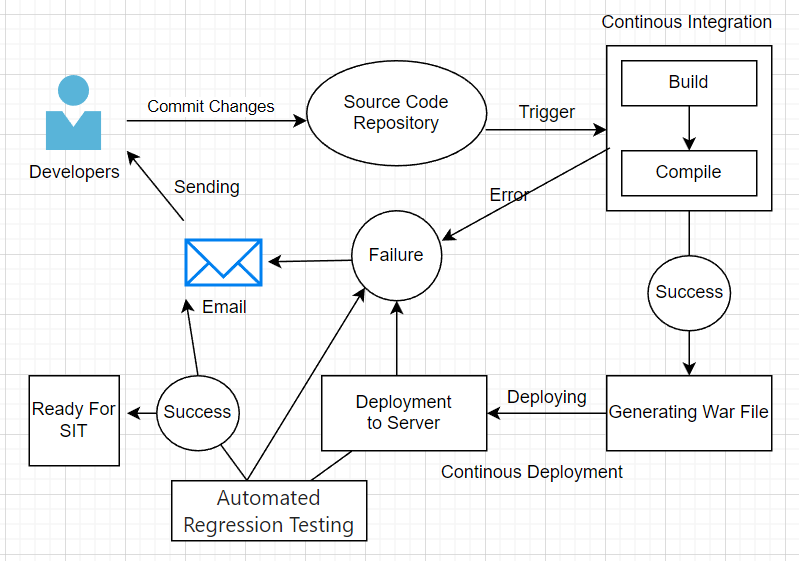 Continous Integration
Build
Commit Changes
Source Code
Repository
Trigger
Compile
Developers
Sending
Error
Failure
Success
Email
Ready For
SIT
Success
Deployment
to Server
Deploying
Generating War File
Continous Deployment
Automated
Regression Testing